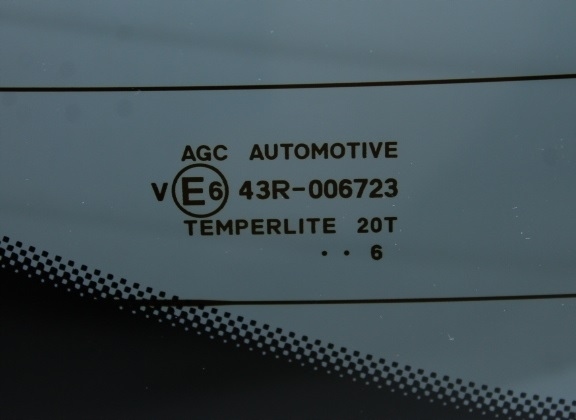 AGC AUTOMOTIVE
V E6 43R-006723
TEMPERLITE 20T
· · 6